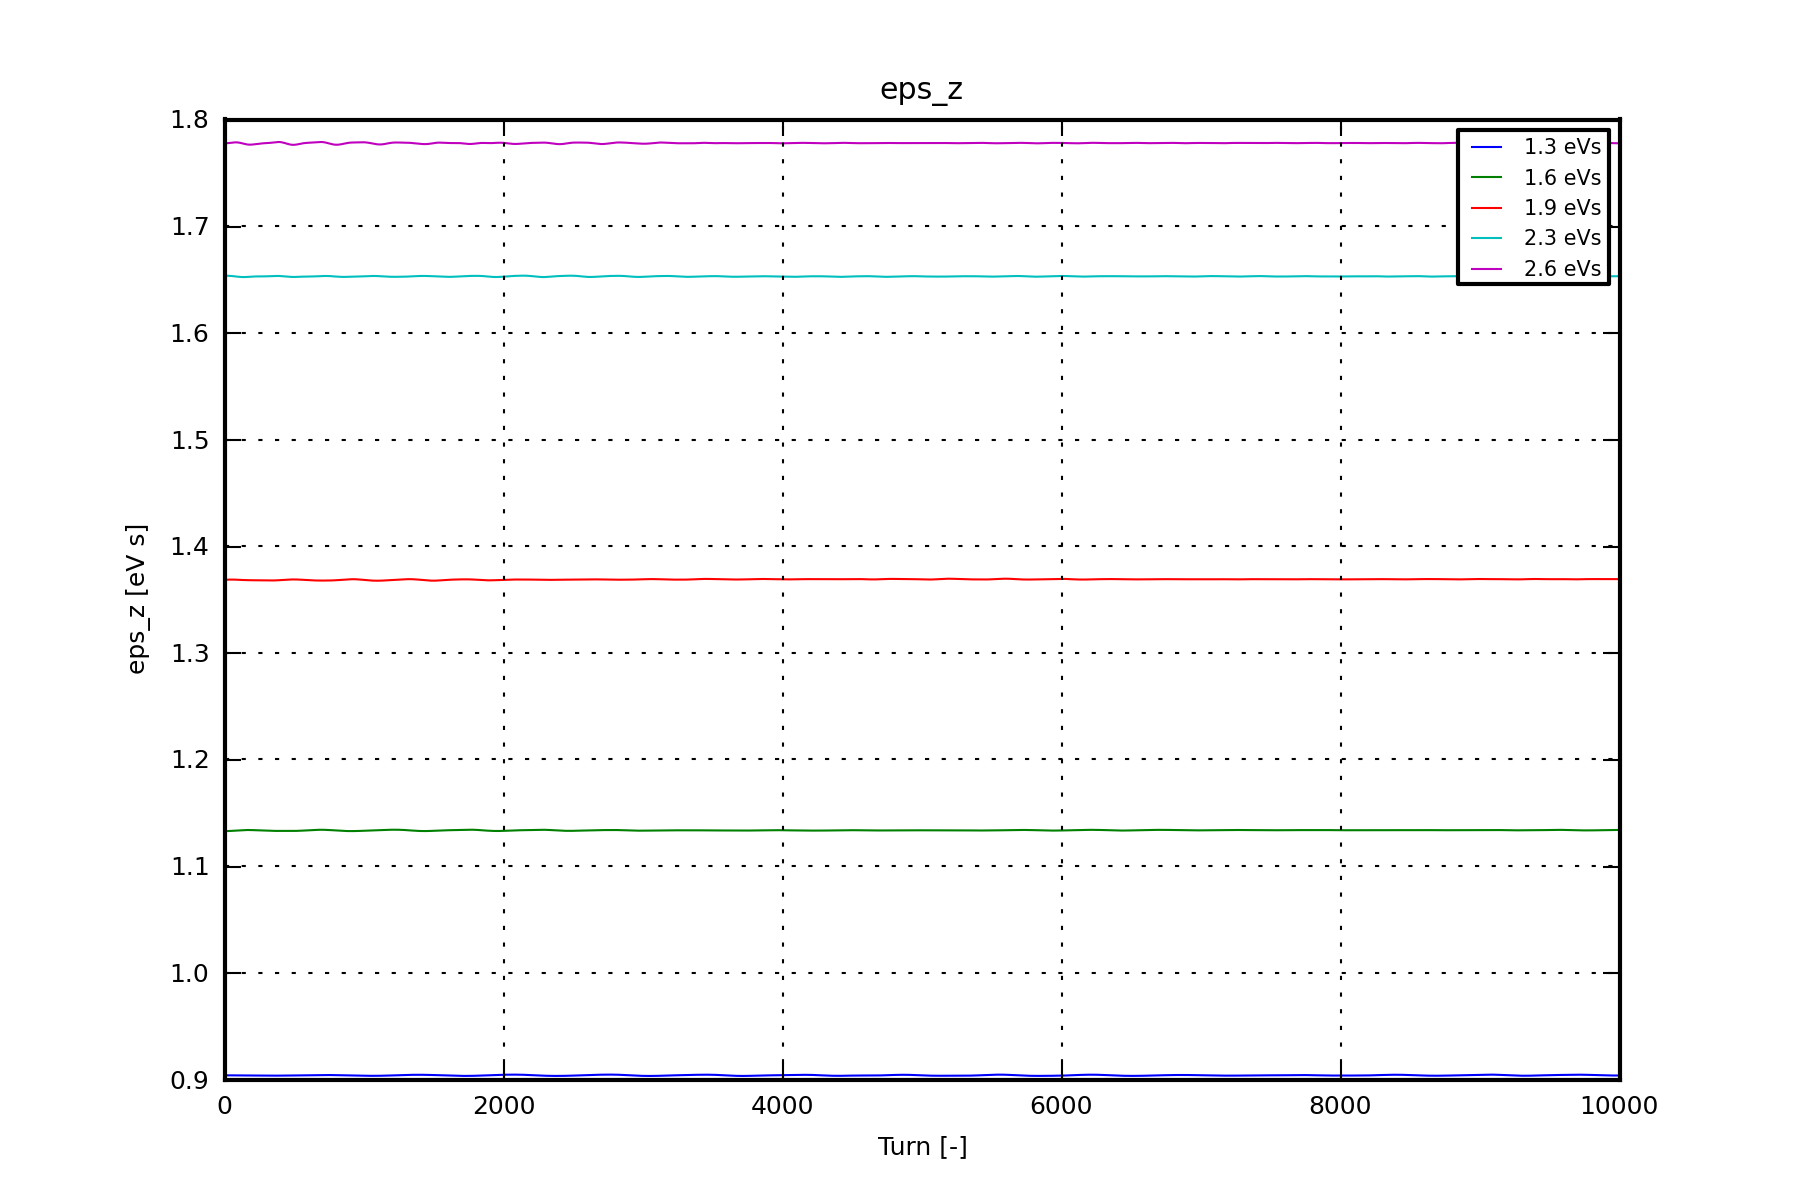 eps_z
1.8
1.7
1.6
1.5
1.4
1.3
1.2
1.1
1.0
0.9
eps_z [eV s]
1.3 eVs
1.6 eVs
1.9 eVs
2.3 eVs
2.6 eVs
0 2000 4000 6000 8000 10000
Turn [-]